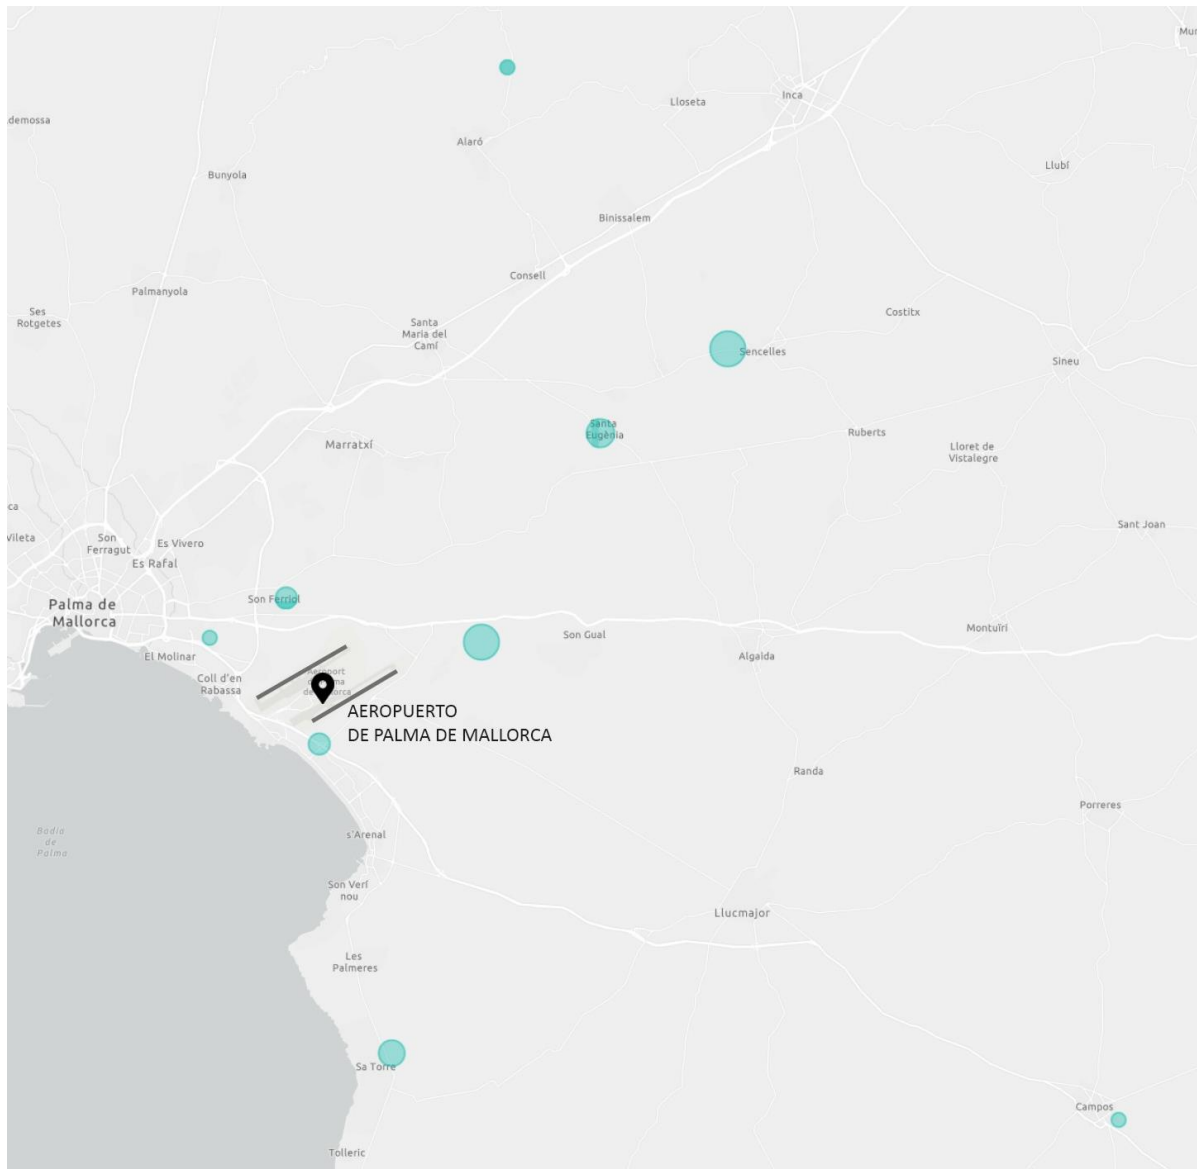 Mur
Inca
Lloseta
demossa
Alaró
Llubí
Bunyola
Binissalem
Consell
Palmanyola
Ses
Rotgetes
Costitx
Santa
Maria del
Camí
Sencelles
Sineu
Santa
Eugènia
Ruberts
Marratxí
Lloret de
Vistalegre
ca
Vileta
Son
Ferragut
Es Vivero
Sant Joan
Es Rafal
Son Ferriol
Palma de
Mallorca
Son Gual
Montuïri
El Molinar
Algaida
Coll d'en
Rabassa
Aeroport
AEROPUERTO
DE PALMA DE MALLORCA
Randa
Porreres
Badia
de
Palma
s'Arenal
Son Verí
nou
Llucmajor
Les
Palmeres
Sa Torre
Campos
Tolleric